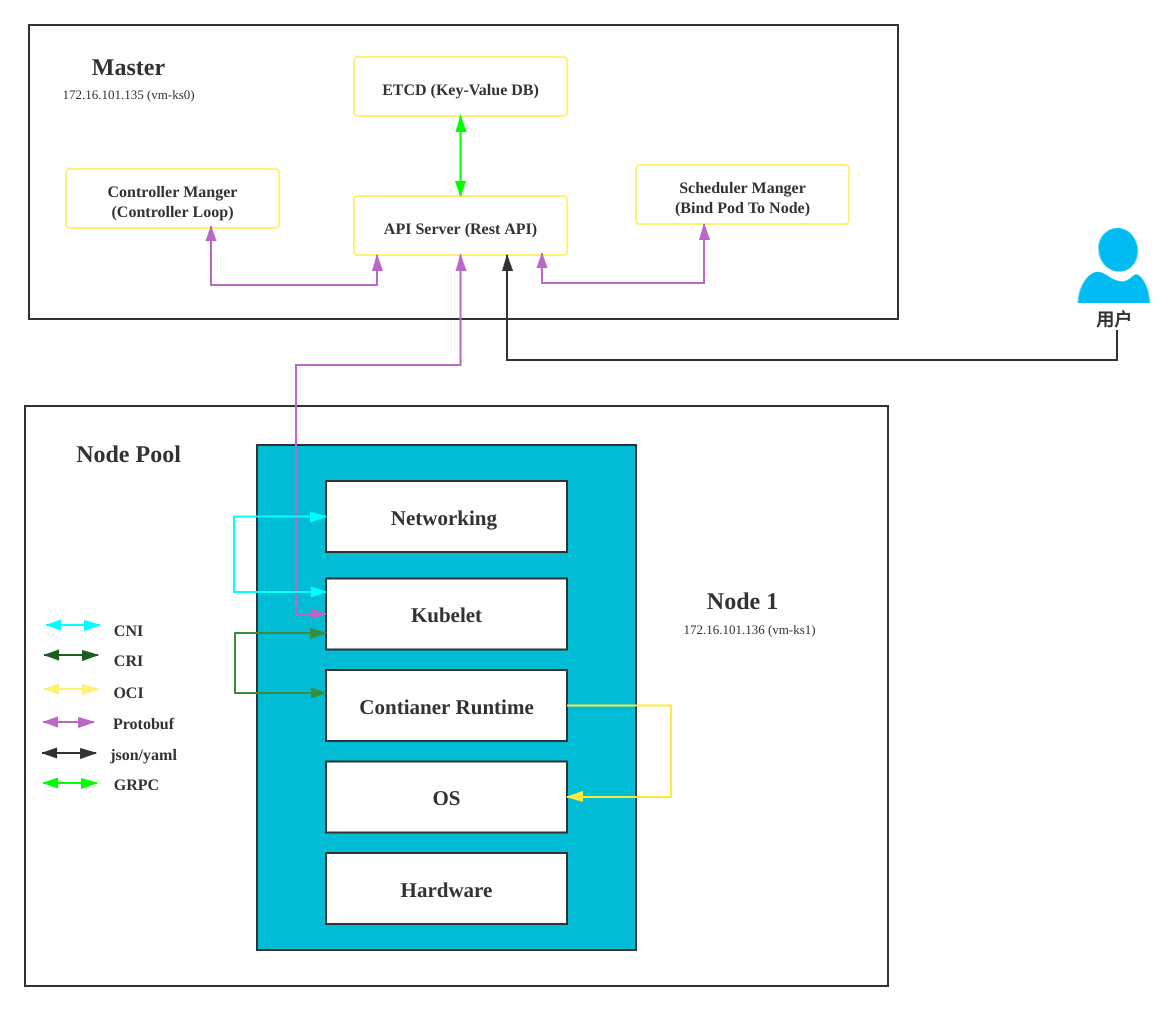 Master
172.16.101.135 (vm-ks0)
ETCD (Key-Value DB)
Controller Manger
(Controller Loop)
API Server (Rest API)
Scheduler Manger
(Bind Pod To Node)
用户
Node Pool
Networking
Kubelet
Contianer Runtime
OS
Hardware
Node 1
172.16.101.136 (vm-ks1)
CNI
CRI
OCI
Protobuf
json/yaml
GRPC